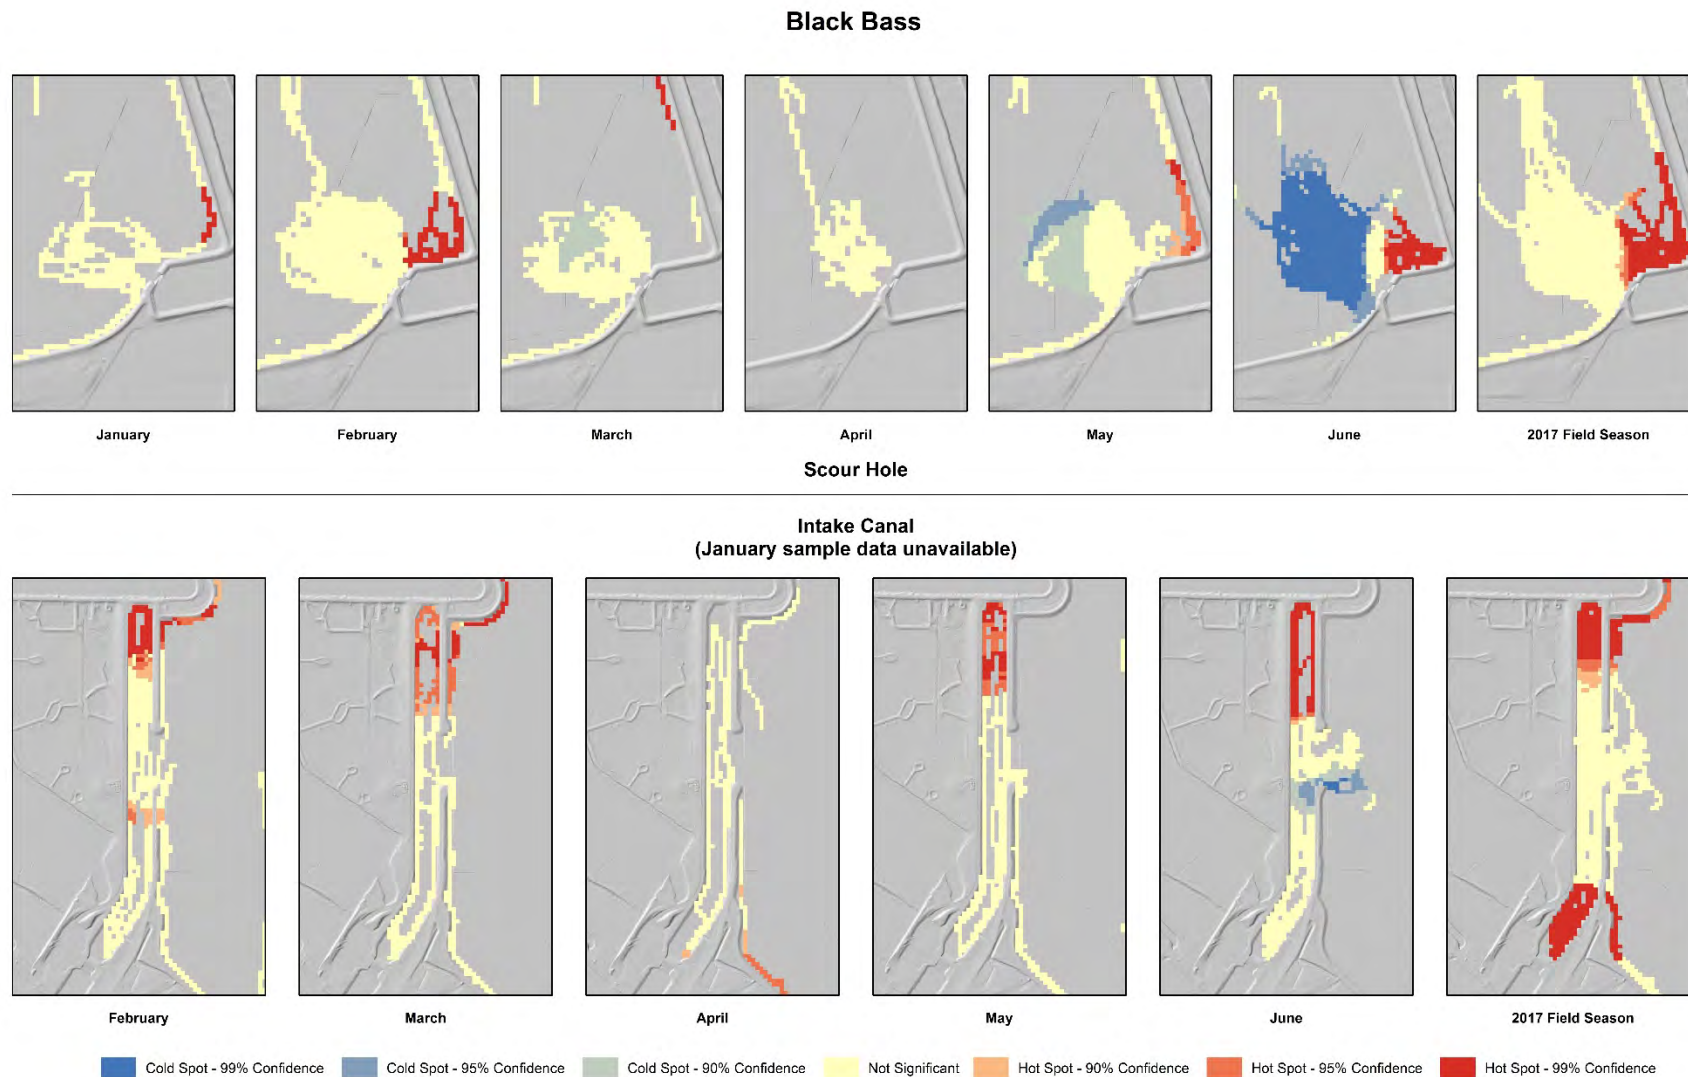 Black Bass
January
February
March
April
May
June
2017 Field Season
Scour Hole
Intake Canal
(January sample data unavailable)
February
March
April
May
June
2017 Field Season
Cold Spot - 99% Confidence
Cold Spot - 95% Confidence
Cold Spot - 90% Confidence
Not Significant
Hot Spot - 90% Confidence
Hot Spot - 95% Confidence
Hot Spot - 99% Confidence